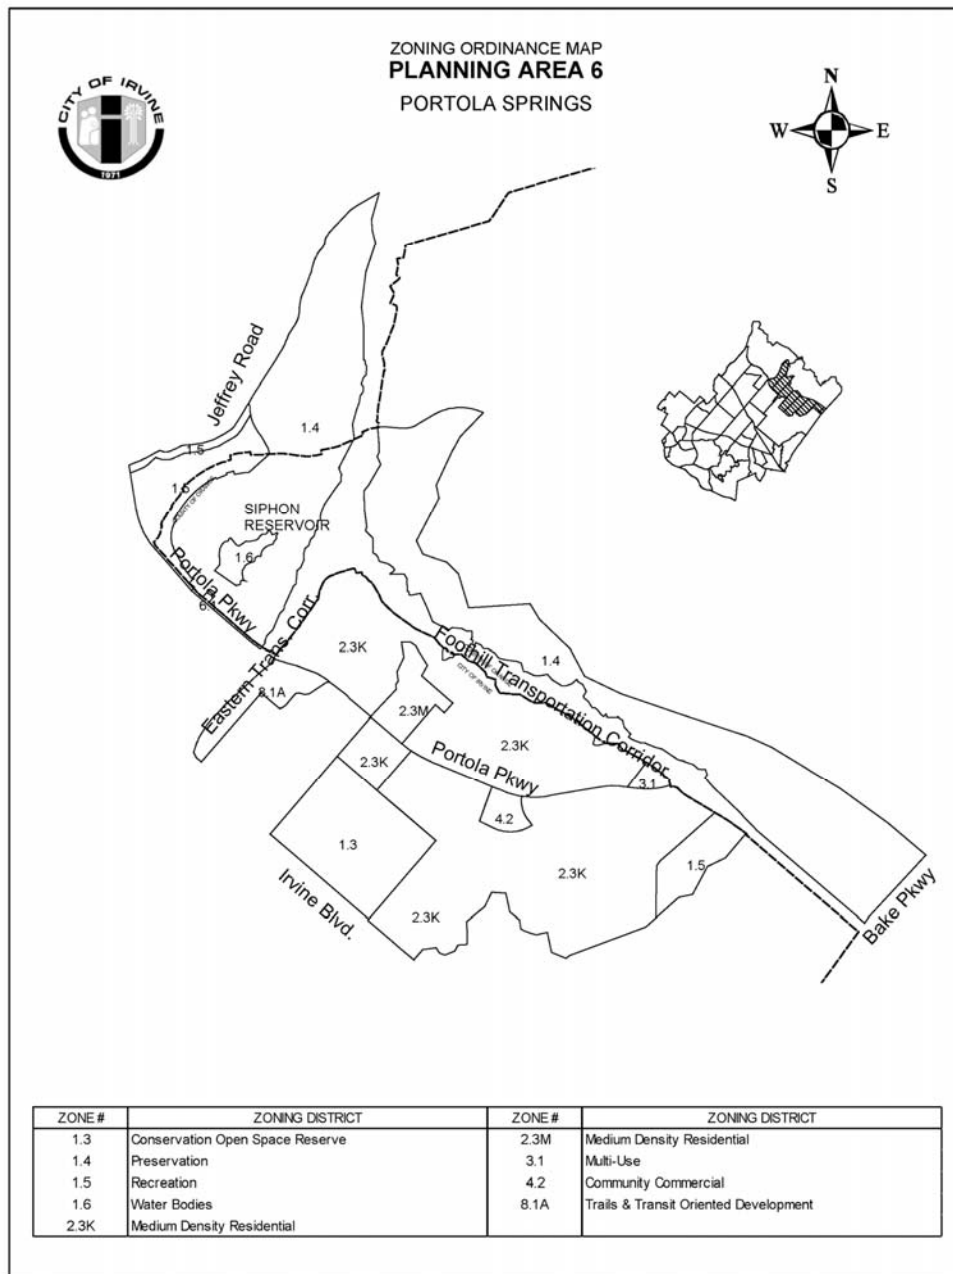 ZONING ORDINANCE MAP
PLANNING AREA 6
PORTOLA SPRINGS
CITY OF IRVINE
1971
N
W
E
S
Jeffrey Road
1.4
1.5
1.5
SIPHON
RESERVOIR
1.6
Portola Pkwy
Eastern Trans. Corr.
8.1A
2.3K
Foothill Transportation Corridor
CITY OF IRVINE
1.4
2.3M
2.3K
2.3K
Portola Pkwy
3.1
4.2
1.3
2.3K
1.5
2.3K
Irvine Blvd.
Bake Pkwy
ZONE # ZONING DISTRICT ZONE # ZONING DISTRICT
1.3 Conservation Open Space Reserve 2.3M Medium Density Residential
1.4 Preservation 3.1 Multi-Use
1.5 Recreation 4.2 Community Commercial
1.6 Water Bodies 8.1A Trails & Transit Oriented Development
2.3K Medium Density Residential